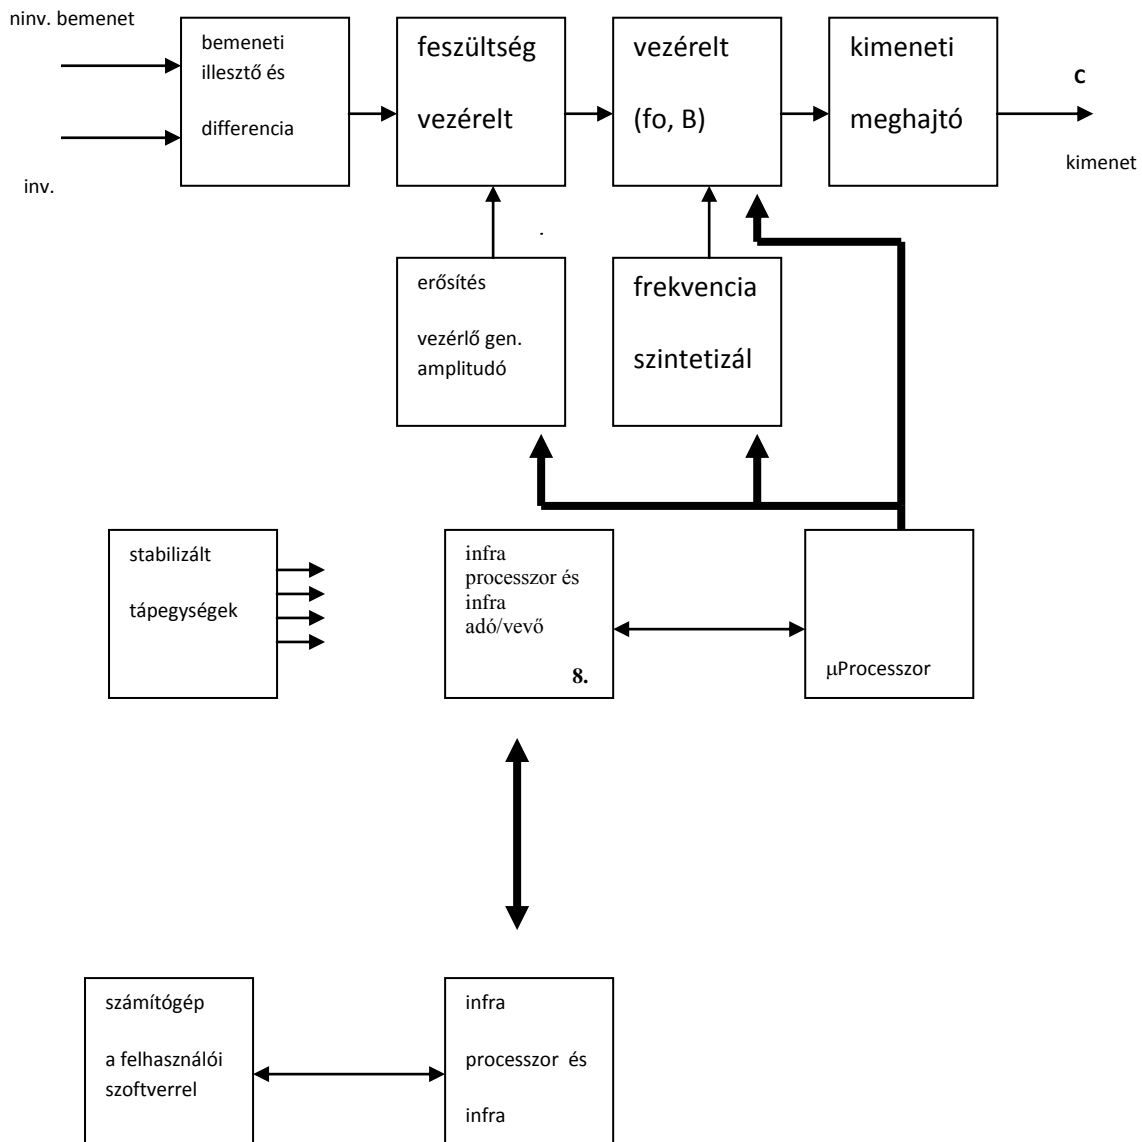 ninv. bemenet
inv.
bemeneti
illesztő és
differencia
feszültség
vezérelt
vezérelt
(fo, B)
kimeneti
meghajtó
C
kimenet
erősítés
vezérlő gen.
amplitudó
frekvencia
szintetizál
stabilizált
tápegységek
infra
processzor és
infra
adó/vevő
8.
µProcesszor
számítógép
a felhasználói
szoftverrel
infra
processzor és
infra